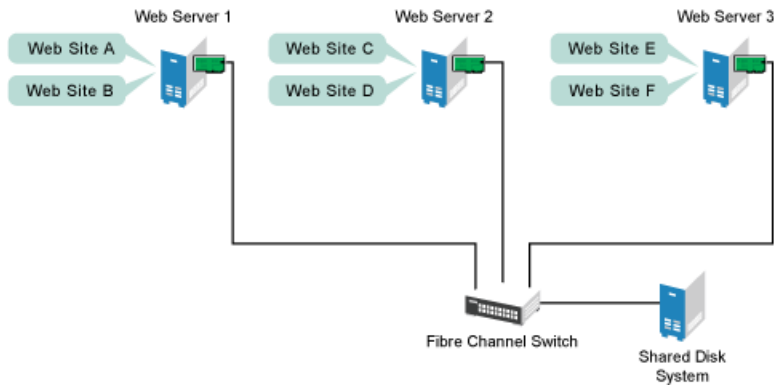 Web Server 1
Web Server 2
Web Server 3
Web Site A
Web Site C
Web Site E
Web Site B
Web Site D
Web Site F
Fibre Channel Switch
Shared Disk
System